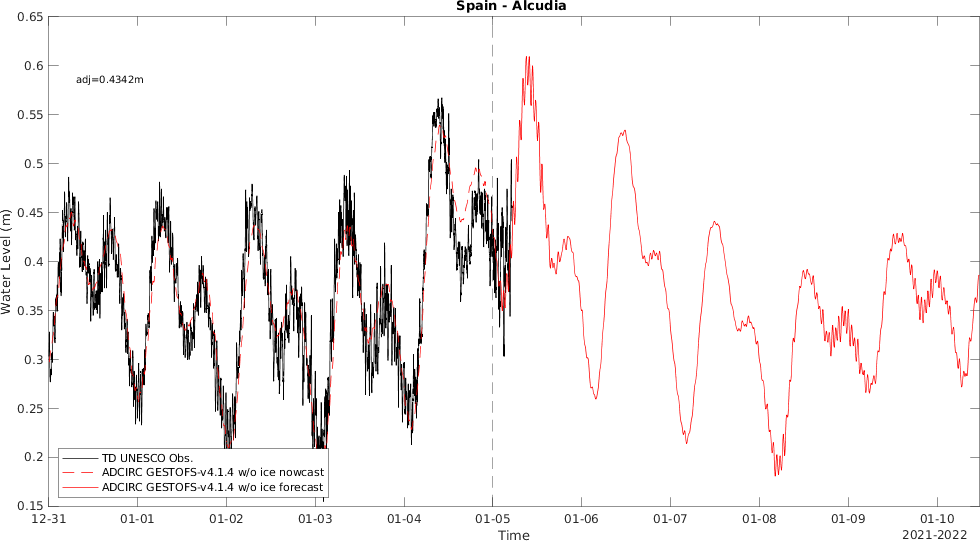 Spain - Alcudia
0.65
0.6
0.55
0.5
0.45
0.4
0.35
0.3
0.25
0.2
0.15
Water Level (m)
adj=0.4342m
TD UNESCO Obs.
ADCIRC GESTOFS-v4.1.4 w/o ice nowcast
ADCIRC GESTOFS-v4.1.4 w/o ice forecast
12-31 01-01 01-02 01-03 01-04 01-05 01-06 01-07 01-08 01-09 01-10
Time
2021-2022